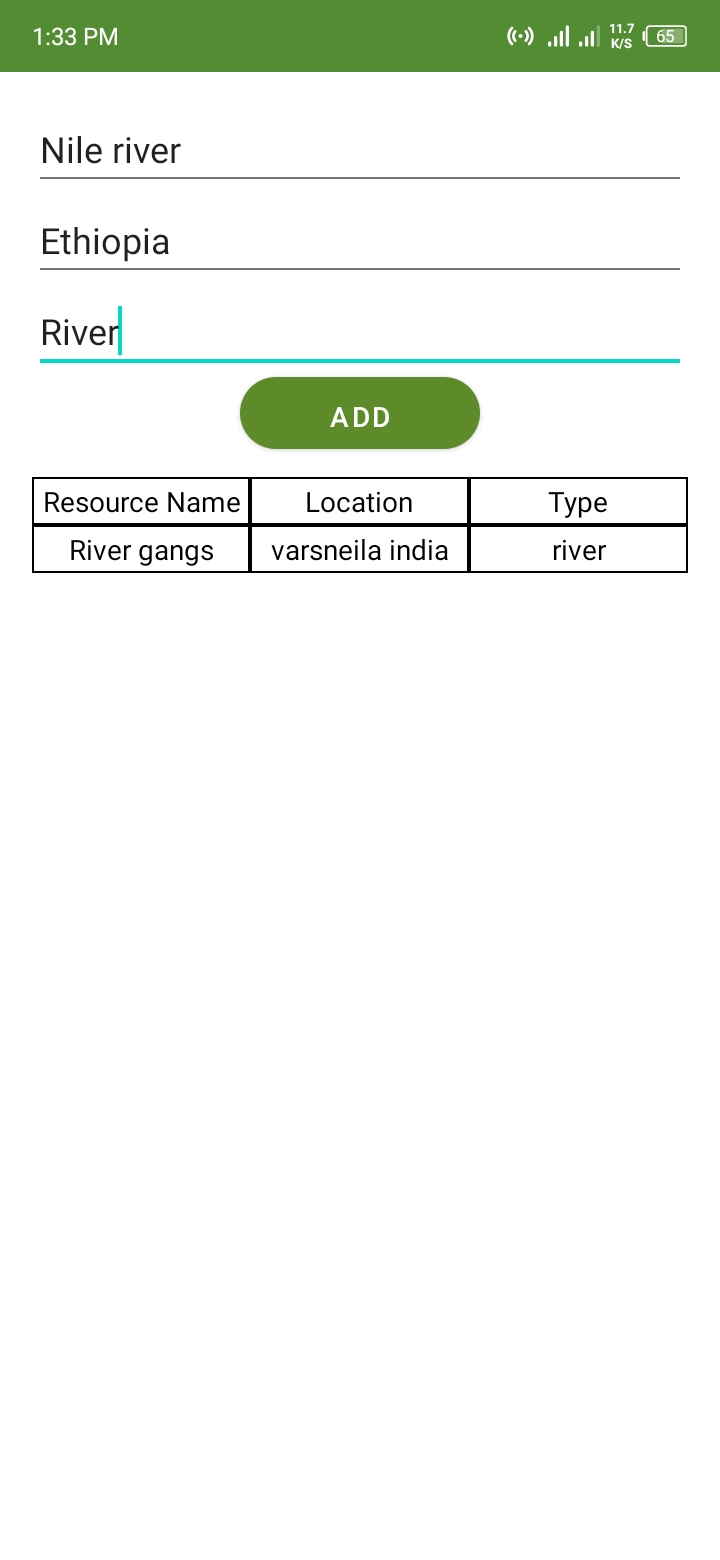 1:33 PM 11.7 K/S 65
Nile river
Ethiopia
River
ADD
Resource Name Location Type
River gangs varsneila india river